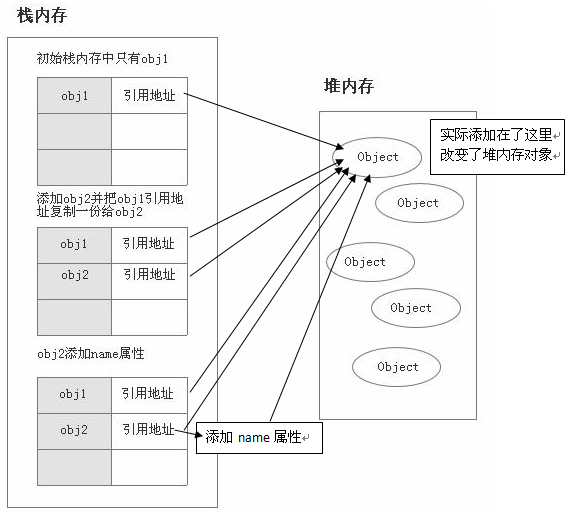 栈内存
初始栈内存中只有obj1
obj1 引用地址
添加obj2并把obj1引用地
址复制一份给obj2
obj1 引用地址
obj2 引用地址
obj2添加name属性
obj1 引用地址
obj2 引用地址
添加 name 属性↵
堆内存
Object
实际添加在了这里
改变了堆内存对象↵
Object
Object
Object
Object